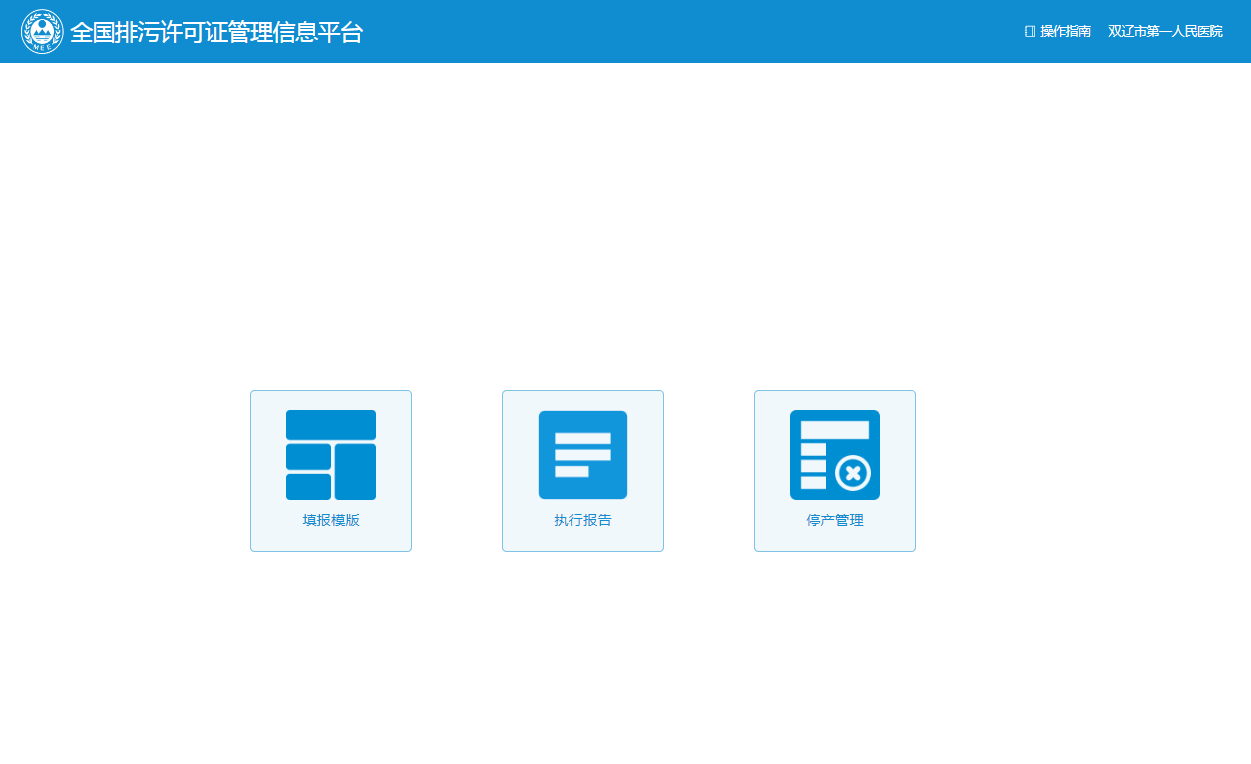 全国排污许可证管理信息平台
操作指南 双辽市第一人民医院
MEE
填报模版
执行报告
停产管理